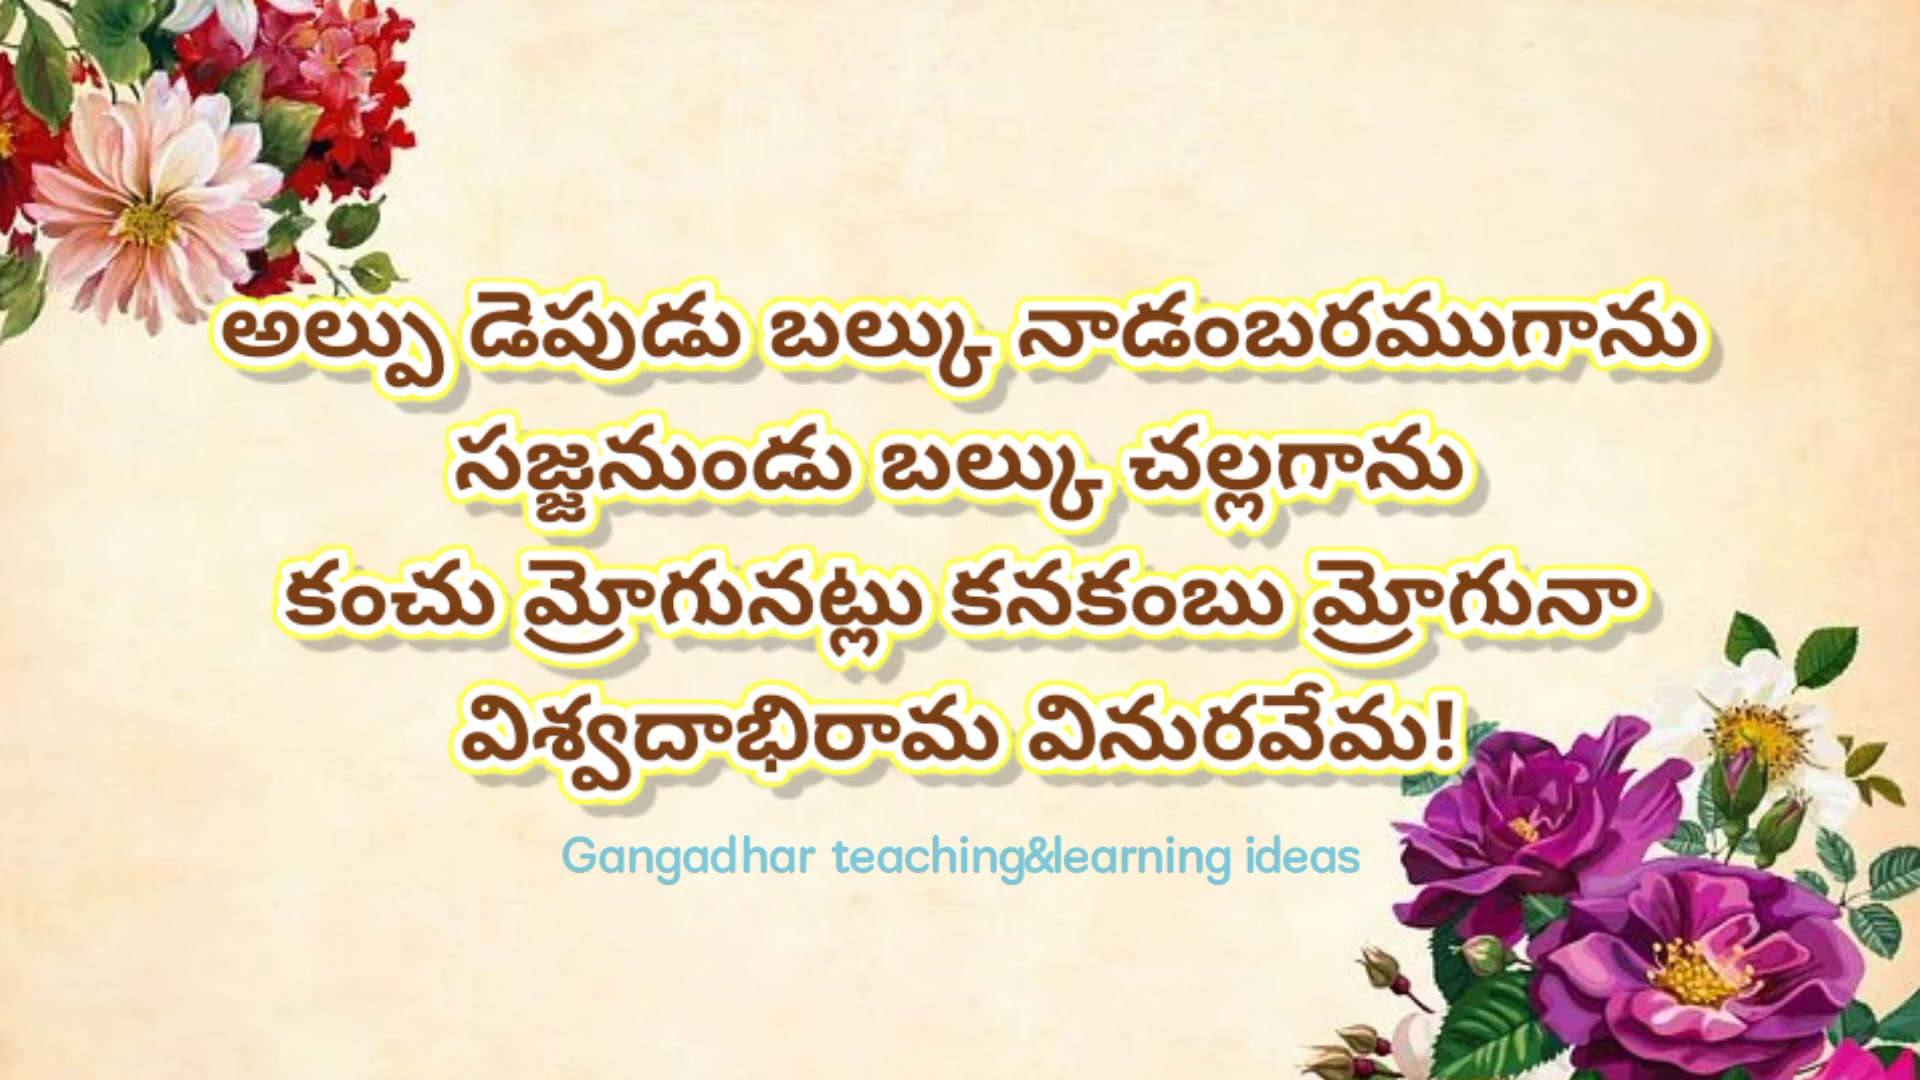 అల్పు డెపుడు బల్కు నాడంబరముగాను
సజ్జనుండు బల్కు చల్లగాను
కంచు మ్రోగునట్లు కనకంబు మ్రోగునా
విశ్వదాభిరామ వినురవేమ!
Gangadhar teaching&learning ideas